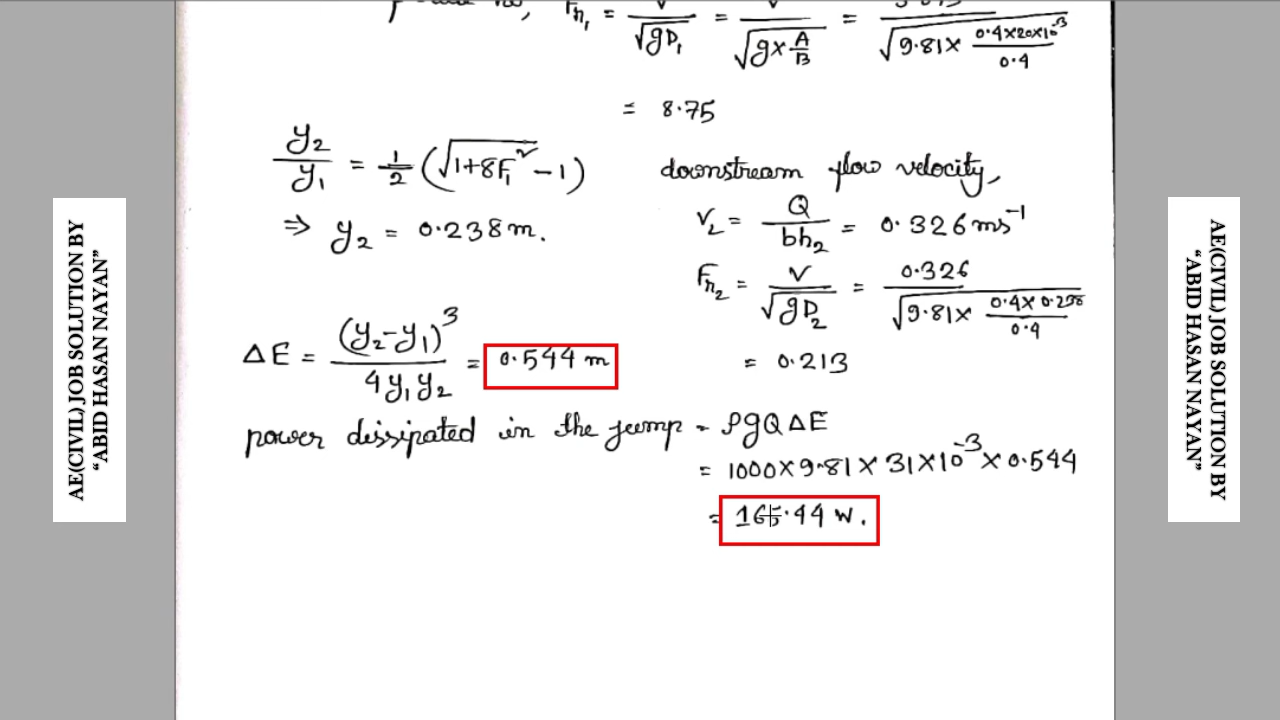 Fr₁ = V/√(gD₁) = V/√(g×A/B) = /√(9.81× (0.4×20×10⁻³)/0.4)
= 8.75
y₂/y₁ = 1/2 (√(1+8F₁²) -1)
⇒ y₂ = 0.238m.
downstream flow velocity,
V₂ = Q/bh₂ = 0.326 ms⁻¹
Fr₂ = V/√(gD₂) = 0.326/√(9.81× (0.4×0.238)/0.4)
= 0.213
ΔE = (y₂-y₁)³/4y₁y₂ = 0.544 m
power dissipated in the jump = ρgQΔE
= 1000×9.81×31×10⁻³×0.544
= 165.44 W.
AE(CIVIL) JOB SOLUTION BY
“ABID HASAN NAYAN”
AE(CIVIL) JOB SOLUTION BY
“ABID HASAN NAYAN”